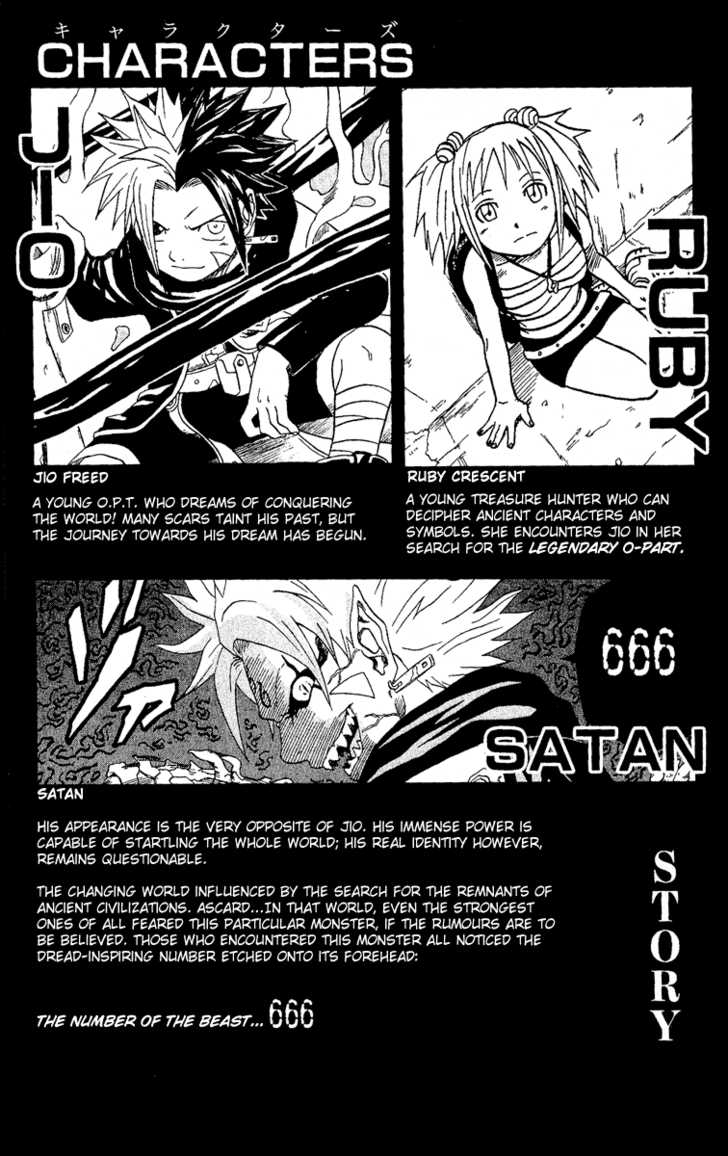 キャラクターズ
CHARACTERS
JIO
RUBY
JIO FREED
A YOUNG O.P.T. WHO DREAMS OF CONQUERING
THE WORLD! MANY SCARS TAINT HIS PAST, BUT
THE JOURNEY TOWARDS HIS DREAM HAS BEGUN.
RUBY CRESCENT
A YOUNG TREASURE HUNTER WHO CAN
DECIPHER ANCIENT CHARACTERS AND
SYMBOLS. SHE ENCOUNTERS JIO IN HER
SEARCH FOR THE LEGENDARY O-PART.
666
SATAN
SATAN
HIS APPEARANCE IS THE VERY OPPOSITE OF JIO. HIS IMMENSE POWER IS
CAPABLE OF STARTLING THE WHOLE WORLD; HIS REAL IDENTITY HOWEVER,
REMAINS QUESTIONABLE.
STORY
THE CHANGING WORLD INFLUENCED BY THE SEARCH FOR THE REMNANTS OF
ANCIENT CIVILIZATIONS. ASCARD...IN THAT WORLD, EVEN THE STRONGEST
ONES OF ALL FEARED THIS PARTICULAR MONSTER, IF THE RUMOURS ARE TO
BE BELIEVED. THOSE WHO ENCOUNTERED THIS MONSTER ALL NOTICED THE
DREAD-INSPIRING NUMBER ETCHED ONTO ITS FOREHEAD:
THE NUMBER OF THE BEAST... 666